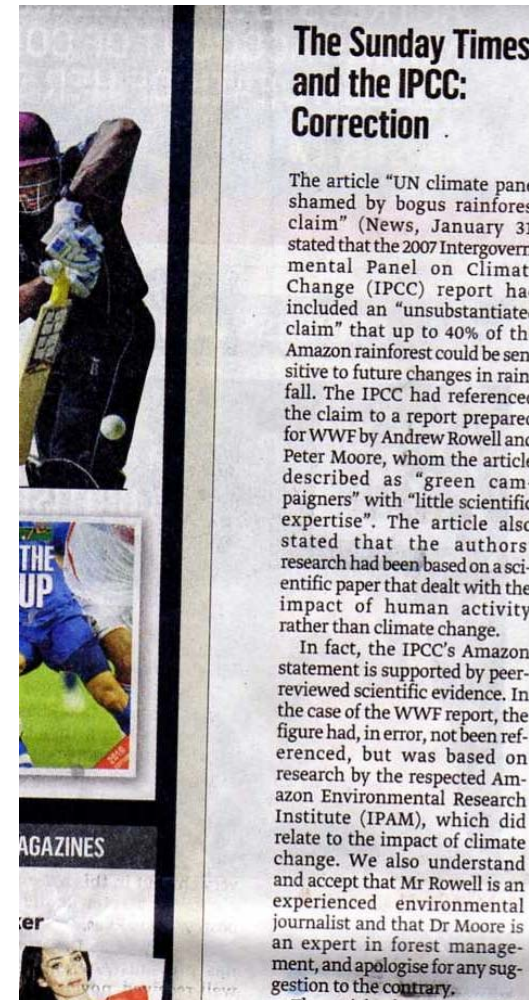 The Sunday Times
and the IPCC:
Correction
The article “UN climate pane
shamed by bogus rainfores
claim” (News, January 31
stated that the 2007 Intergovern
mental Panel on Climat
Change (IPCC) report had
included an “unsubstantiated
claim” that up to 40% of th
Amazon rainforest could be sen
sitive to future changes in rain
fall. The IPCC had referenced
the claim to a report prepared
for WWF by Andrew Rowell and
Peter Moore, whom the article
described as “green cam-
paigners” with “little scientific
expertise”. The article also
stated that the authors’
research had been based on a sci-
entific paper that dealt with the
impact of human activity
rather than climate change.
In fact, the IPCC’s Amazon
statement is supported by peer-
reviewed scientific evidence. In
the case of the WWF report, the
figure had, in error, not been ref-
erenced, but was based on
research by the respected Am-
azon Environmental Research
Institute (IPAM), which did
relate to the impact of climate
change. We also understand
and accept that Mr Rowell is an
experienced environmental
journalist and that Dr Moore is
an expert in forest manage-
ment, and apologise for any sug-
gestion to the contrary.
THE
UP
2010
AGAZINES
ker